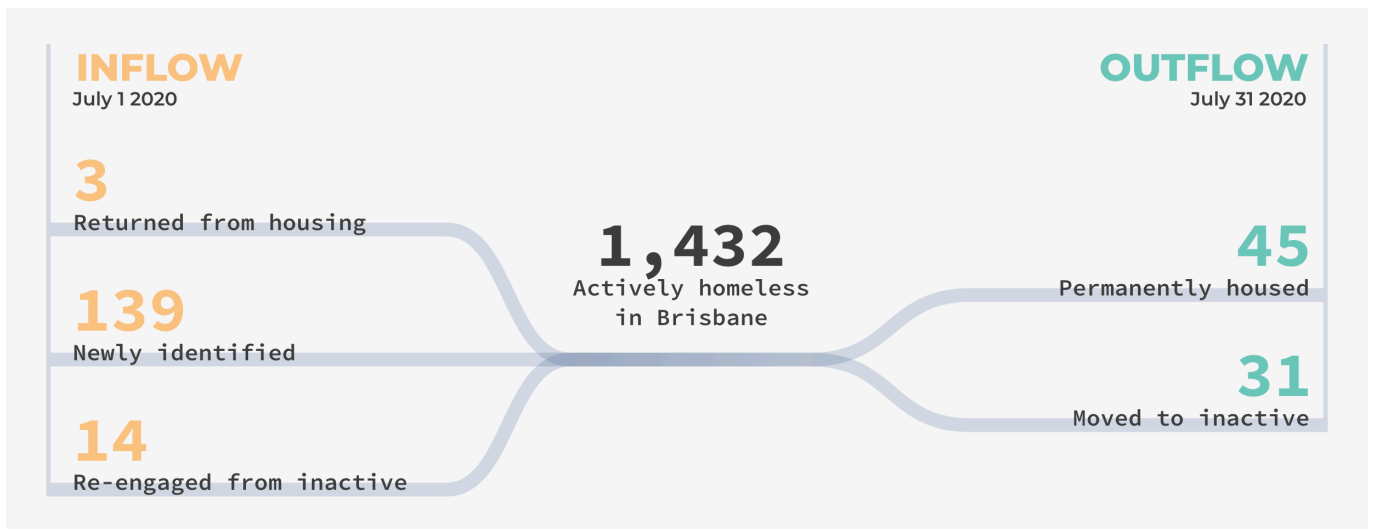 INFLOW
July 1 2020
3
Returned from housing
139
Newly identified
14
Re-engaged from inactive
1,432
Actively homeless
in Brisbane
OUTFLOW
July 31 2020
45
Permanently housed
31
Moved to inactive